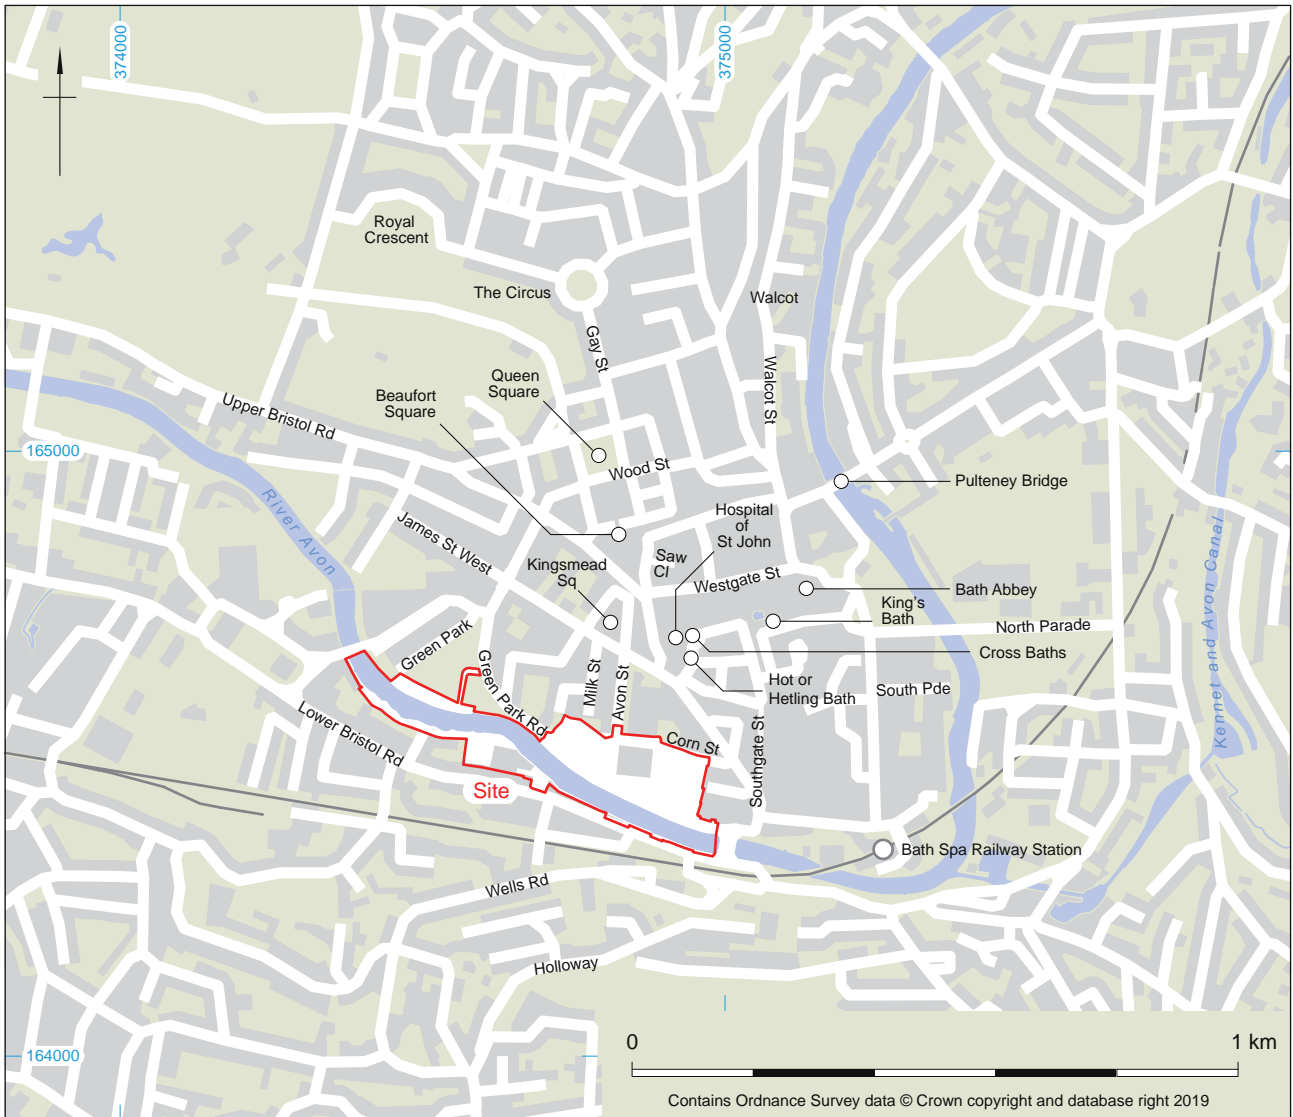 374000
375000
Royal
Crescent
The Circus
Walcot
Gay St
Queen
Square
Beaufort
Square
Walcot St
Upper Bristol Rd
165000
Wood St
Pulteney Bridge
River Avon
Hospital
of
St John
James St West
Saw
Cl
Kingsmead
Sq
Westgate St
Bath Abbey
King's
Bath
Kennet and Avon Canal
North Parade
Green Park
Cross Baths
Green Park Rd
Milk St
Avon St
Hot or
Hetling Bath
South Pde
Lower Bristol Rd
Corn St
Southgate St
Site
Bath Spa Railway Station
Wells Rd
Holloway
0
1 km
164000
Contains Ordnance Survey data © Crown copyright and database right 2019